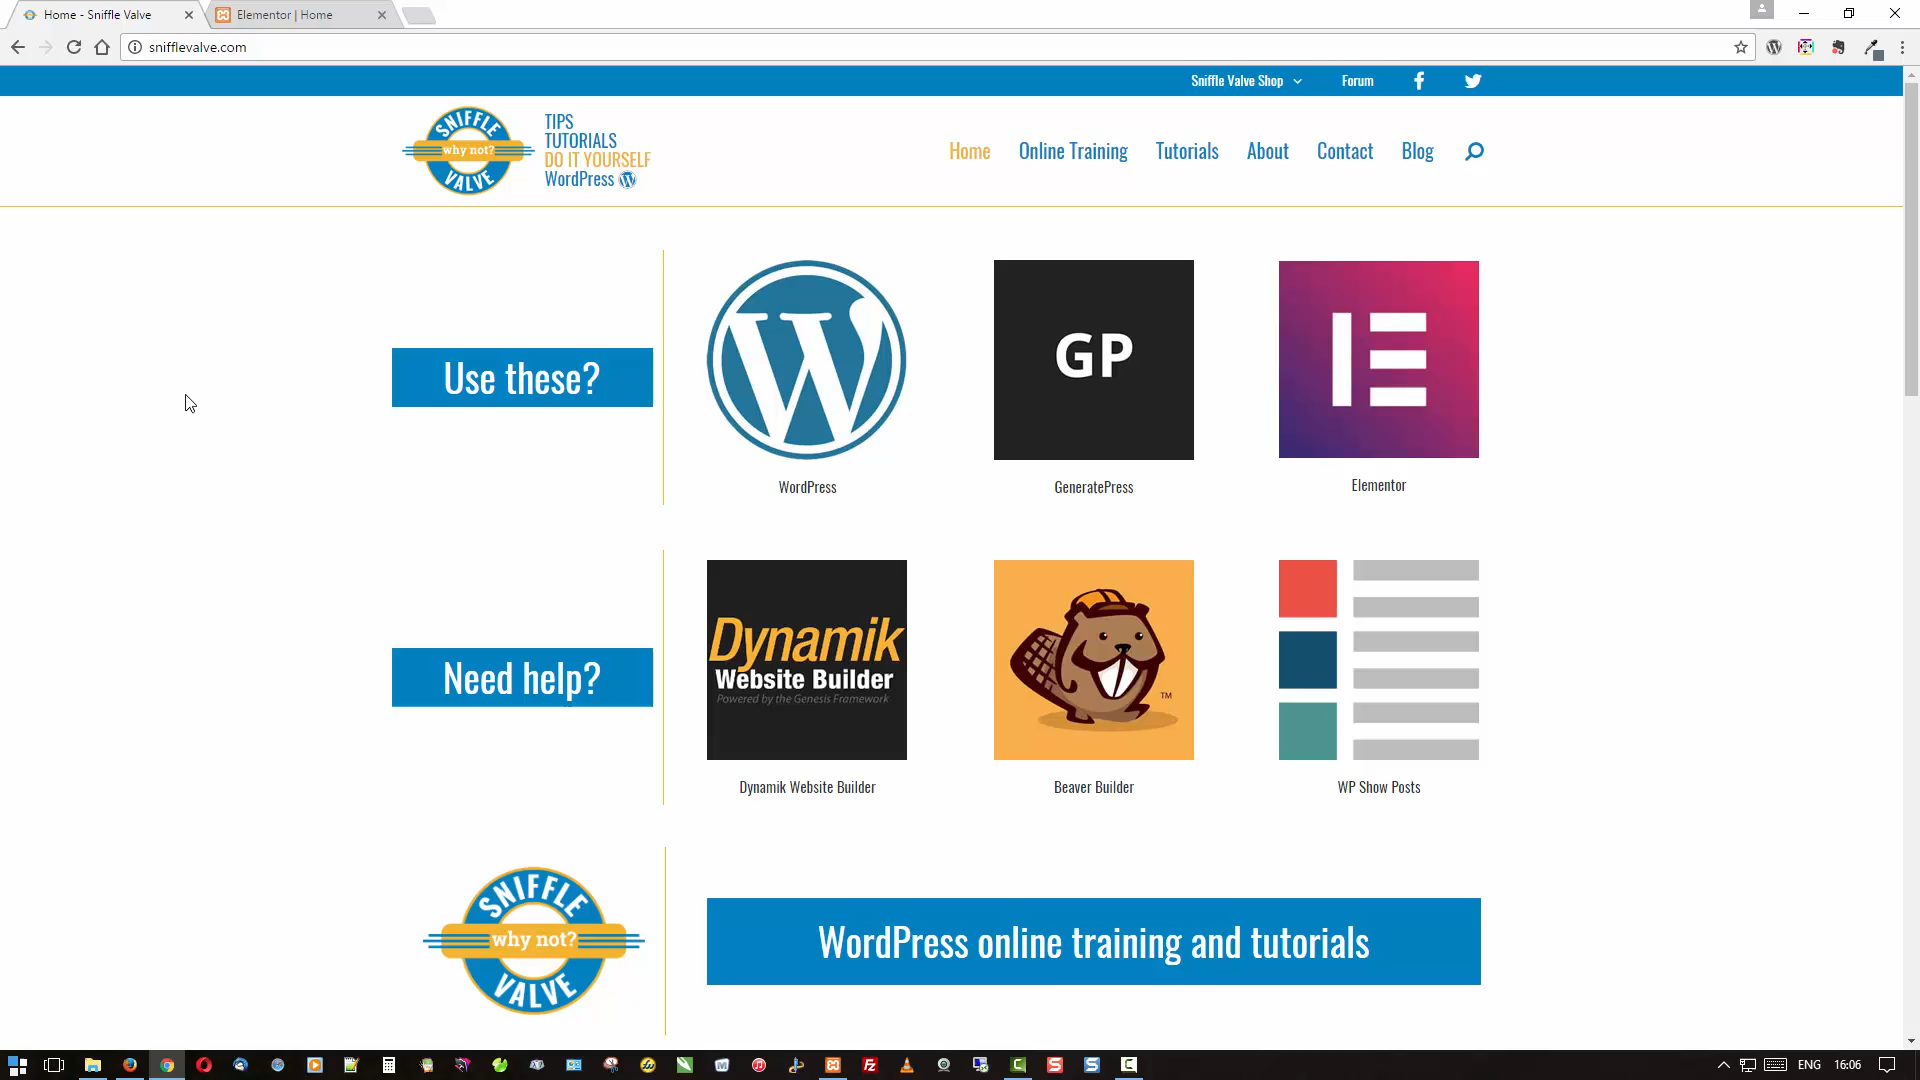 Home - Sniffle Valve
Elementor | Home
snifflevalve.com
Sniffle Valve Shop
Forum
SNIFFLE
why not?
VALVE
TIPS
TUTORIALS
DO IT YOURSELF
WordPress
Home
Online Training
Tutorials
About
Contact
Blog
Use these?
GP
WordPress
GeneratePress
Elementor
Need help?
Dynamik
Website Builder
Powered by the Genesis Framework
TM
Dynamik Website Builder
Beaver Builder
WP Show Posts
SNIFFLE
why not?
VALVE
WordPress online training and tutorials
ENG
16:06